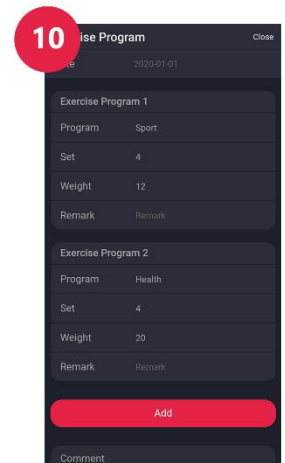 10
ise Program Close
te 2020-01-01
Exercise Program 1
Program Sport
Set 4
Weight 12
Remark Remark
Exercise Program 2
Program Health
Set 4
Weight 20
Remark Remark
Add
Comment